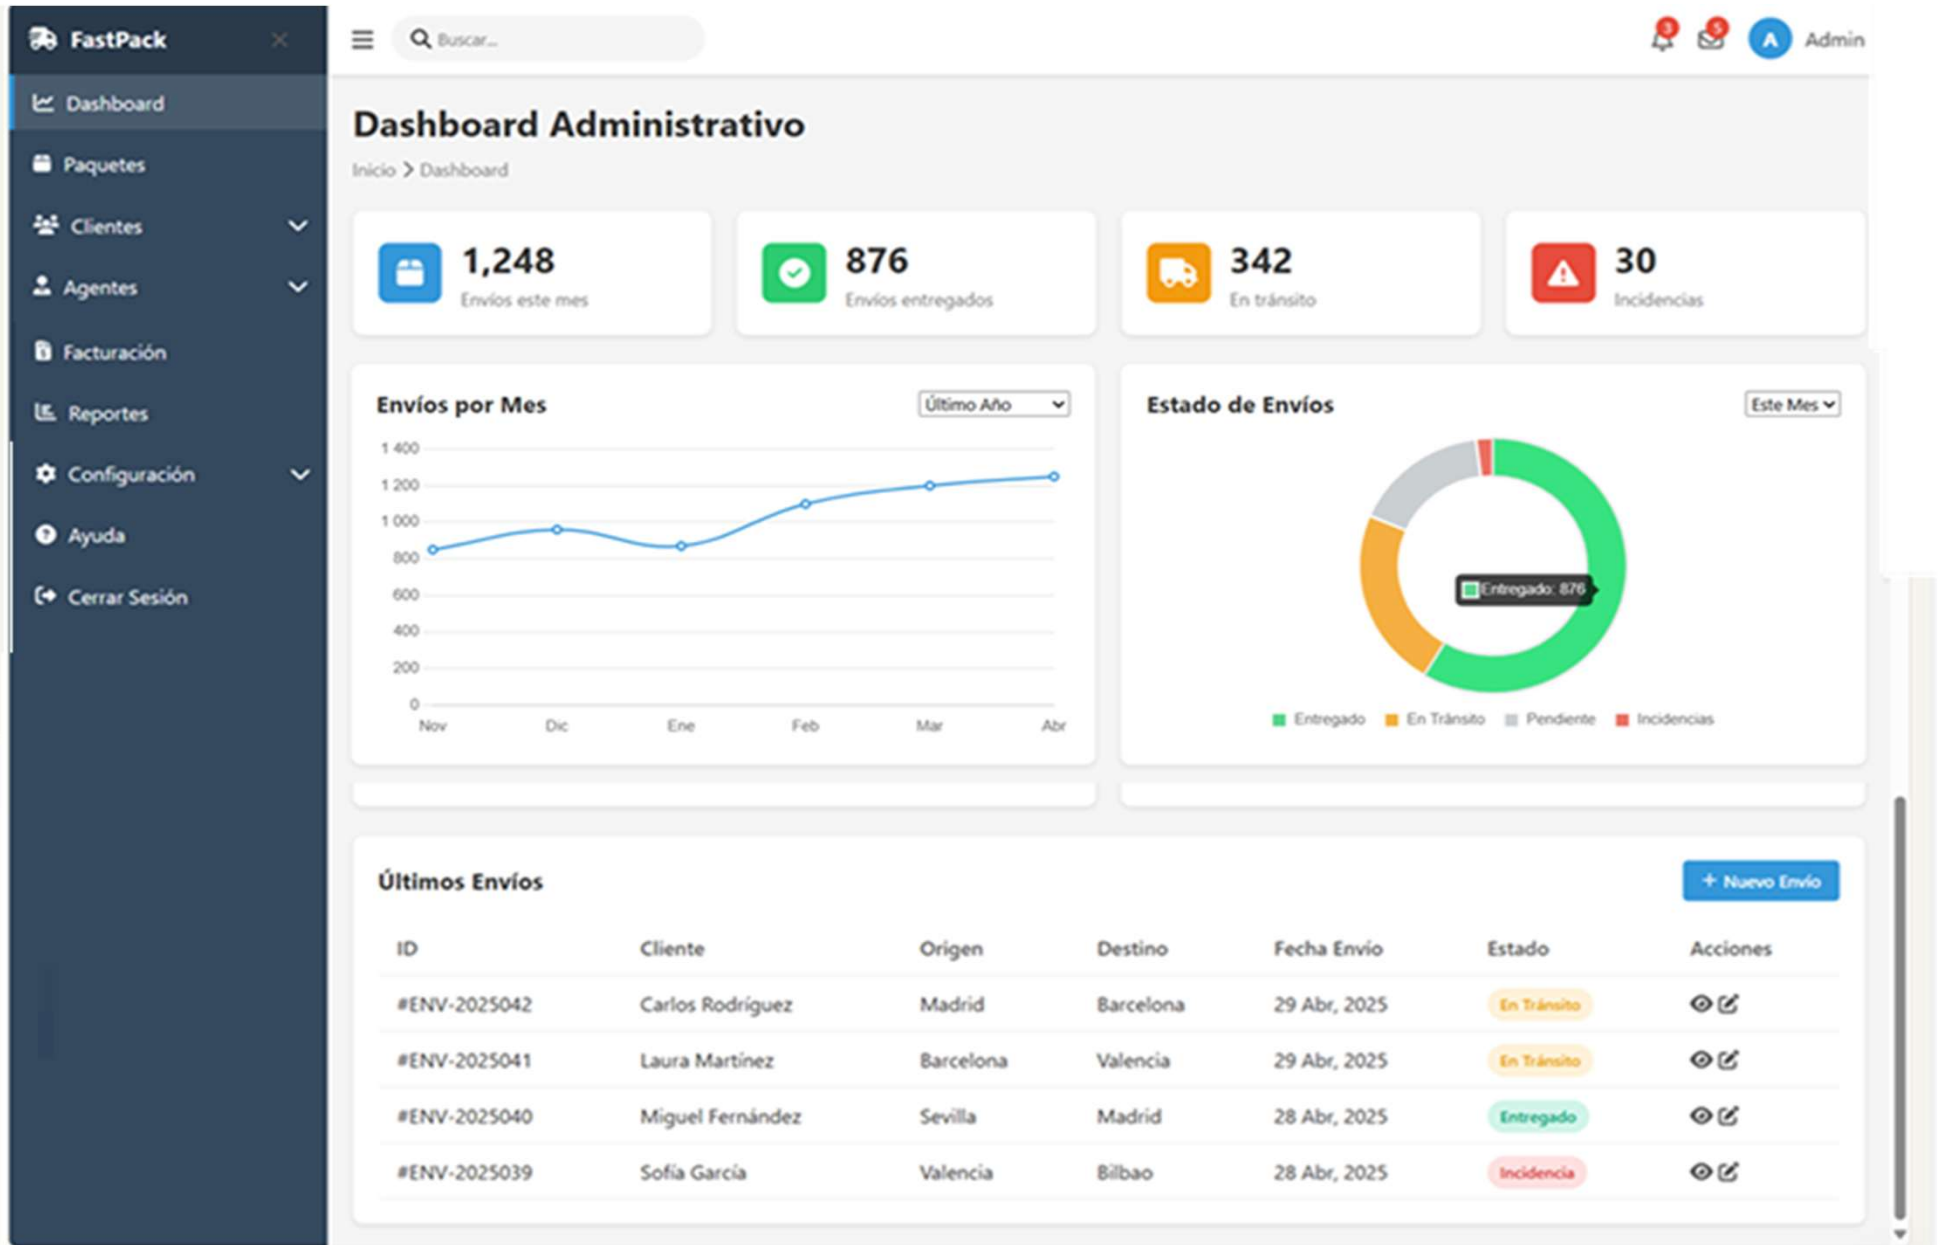 FastPack
Buscar...
3
5
A
Admin
Dashboard
Paquetes
Clientes
Agentes
Facturación
Reportes
Configuración
Ayuda
Cerrar Sesión
Dashboard Administrativo
Inicio > Dashboard
1,248
Envíos este mes
876
Envíos entregados
342
En tránsito
30
Incidencias
Envíos por Mes
Último Año
1 400
1 200
1 000
800
600
400
200
0
Nov Dic Ene Feb Mar Abr
Estado de Envíos
Este Mes
Entregado: 876
Entregado En Tránsito Pendiente Incidencias
Últimos Envíos
+ Nuevo Envío
ID Cliente Origen Destino Fecha Envío Estado Acciones
#ENV-2025042 Carlos Rodríguez Madrid Barcelona 29 Abr, 2025 En Tránsito
#ENV-2025041 Laura Martínez Barcelona Valencia 29 Abr, 2025 En Tránsito
#ENV-2025040 Miguel Fernández Sevilla Madrid 28 Abr, 2025 Entregado
#ENV-2025039 Sofía García Valencia Bilbao 28 Abr, 2025 Incidencia